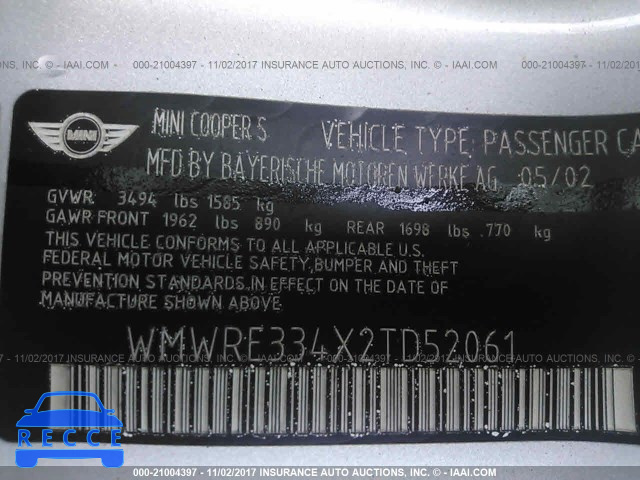 000-21004397 - 11/02/2017 INSURANCE AUTO AUCTIONS, INC. - IAAI.COM
MINI
MINI COOPER S VEHICLE TYPE: PASSENGER CA
MFD BY BAYERISCHE MOTOREN WERKE AG 05/02
GVWR: 3494 lbs 1585 kg
GAWR FRONT 1962 lbs 890 kg REAR 1698 lbs 770 kg
THIS VEHICLE CONFORMS TO ALL APPLICABLE U.S.
FEDERAL MOTOR VEHICLE SAFETY, BUMPER AND THEFT
PREVENTION STANDARDS IN EFFECT ON THE DATE OF
MANUFACTURE SHOWN ABOVE.
WMWRE334X2TD52061
RECCE
000-21004397 - 11/02/2017 INSURANCE AUTO AUCTIONS, INC. - IAAI.COM